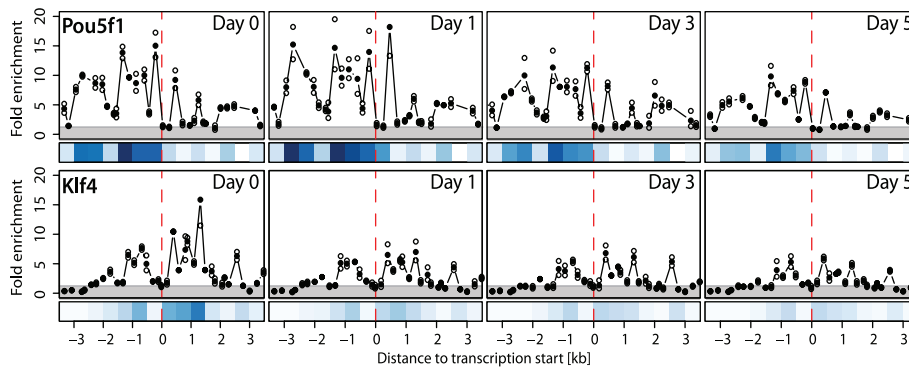 Pou5f1 Day 0 Day 1 Day 3 Day 5
Fold enrichment
20
15
10
5
0
Klf4 Day 0 Day 1 Day 3 Day 5
Fold enrichment
20
15
10
5
0
−3 −2 −1 0 1 2 3 −3 −2 −1 0 1 2 3 −3 −2 −1 0 1 2 3 −3 −2 −1 0 1 2 3
Distance to transcription start [kb]